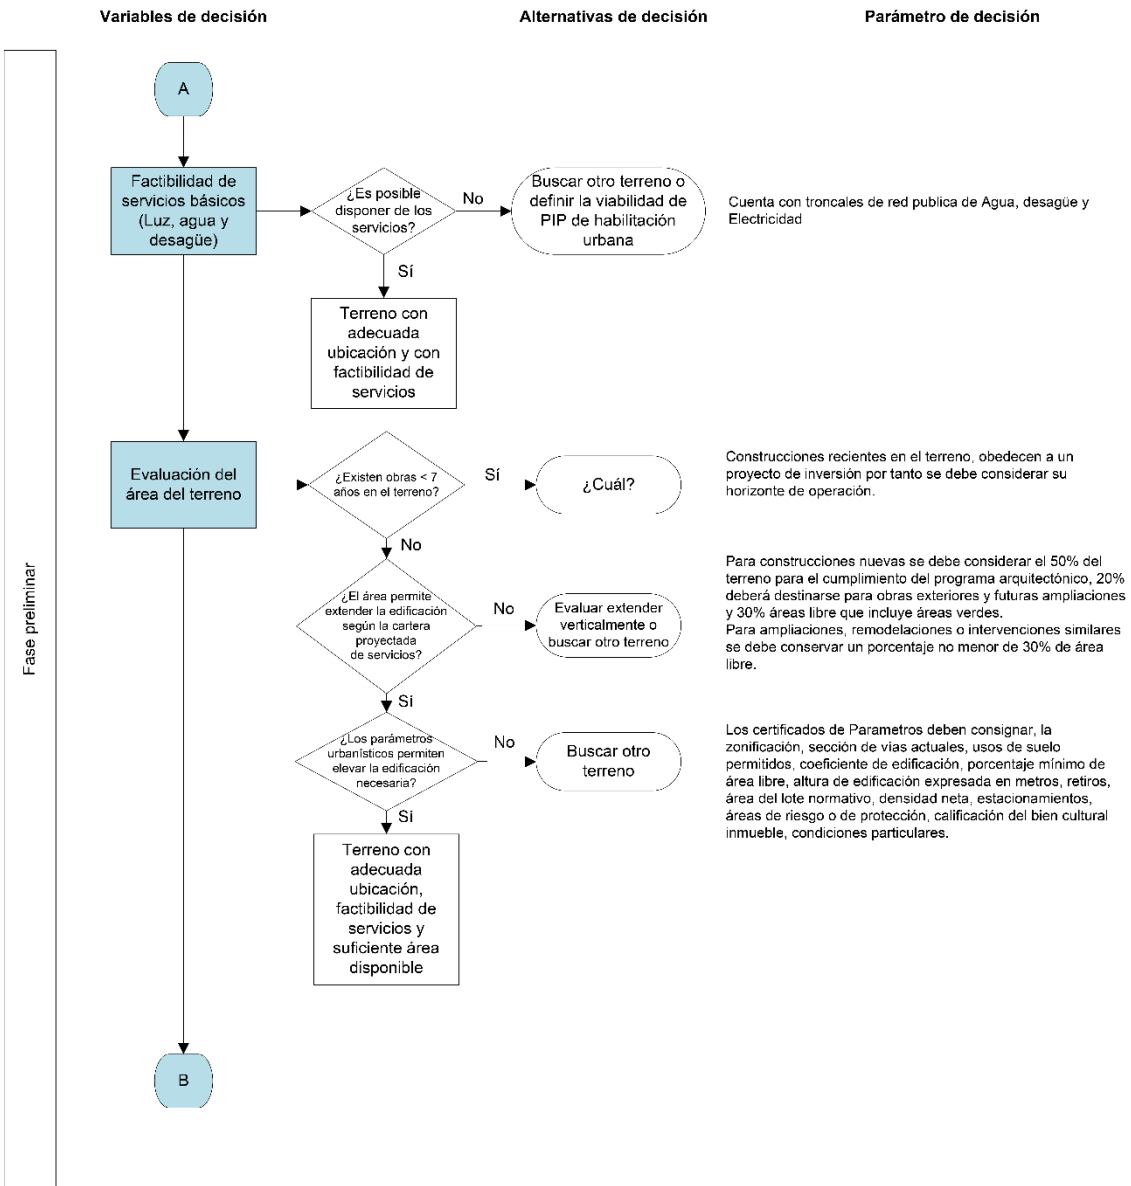 Variables de decisión
Alternativas de decisión
Parámetro de decisión
Fase preliminar
A
Factibilidad de
servicios básicos
(Luz, agua y
desagüe)
¿Es posible
disponer de los
servicios?
No
Buscar otro terreno o
definir la viabilidad de
PIP de habilitación
urbana
Cuenta con troncales de red publica de Agua, desagüe y
Electricidad
Sí
Terreno con
adecuada
ubicación y con
factibilidad de
servicios
Evaluación del
área del terreno
¿Existen obras < 7
años en el terreno?
Sí
¿Cuál?
Construcciones recientes en el terreno, obedecen a un
proyecto de inversión por tanto se debe considerar su
horizonte de operación.
No
¿El área permite
extender la edificación
según la cartera
proyectada
de servicios?
No
Evaluar extender
verticalmente o
buscar otro terreno
Para construcciones nuevas se debe considerar el 50% del
terreno para el cumplimiento del programa arquitectónico, 20%
deberá destinarse para obras exteriores y futuras ampliaciones
y 30% áreas libre que incluye áreas verdes.
Para ampliaciones, remodelaciones o intervenciones similares
se debe conservar un porcentaje no menor de 30% de área
libre.
Sí
¿Los parámetros
urbanísticos permiten
elevar la edificación
necesaria?
No
Buscar otro
terreno
Los certificados de Parametros deben consignar, la
zonificación, sección de vías actuales, usos de suelo
permitidos, coeficiente de edificación, porcentaje mínimo de
área libre, altura de edificación expresada en metros, retiros,
área del lote normativo, densidad neta, estacionamientos,
áreas de riesgo o de protección, calificación del bien cultural
inmueble, condiciones particulares.
Sí
Terreno con
adecuada
ubicación,
factibilidad de
servicios y
suficiente área
disponible
B